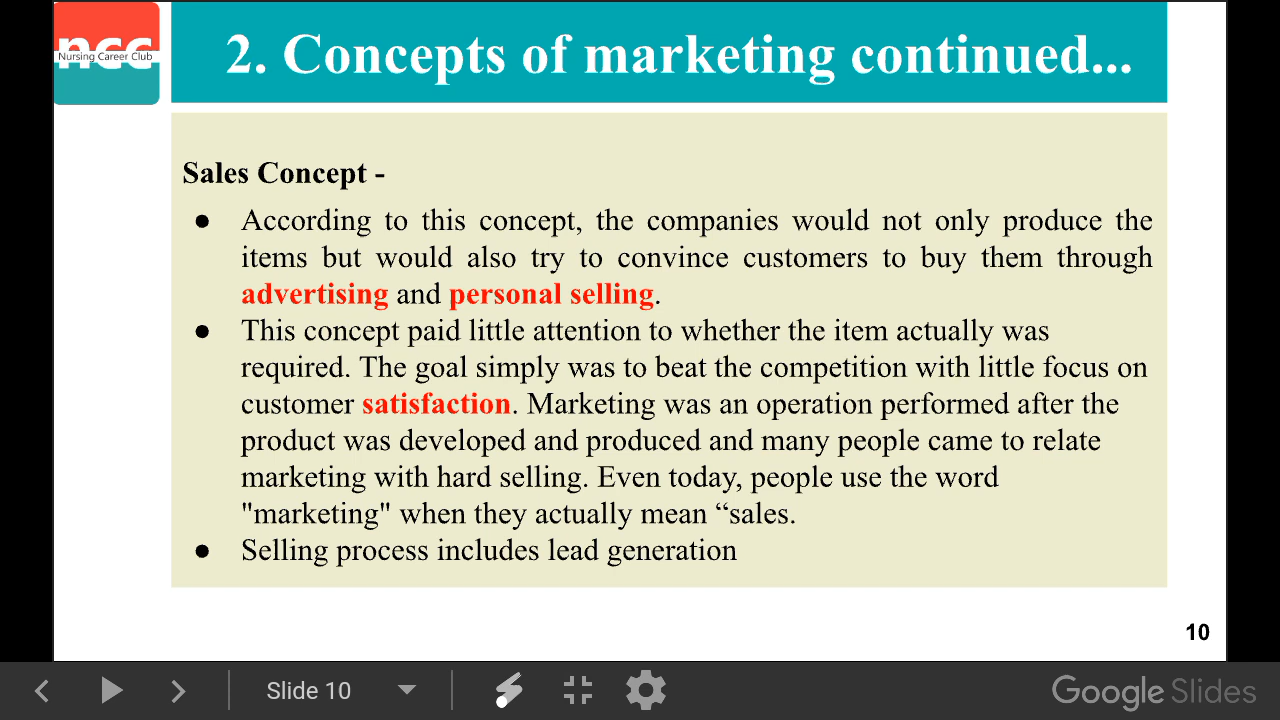 ncc
Nursing Career Club
2. Concepts of marketing continued...
Sales Concept -
● According to this concept, the companies would not only produce the
items but would also try to convince customers to buy them through
advertising and personal selling.
● This concept paid little attention to whether the item actually was
required. The goal simply was to beat the competition with little focus on
customer satisfaction. Marketing was an operation performed after the
product was developed and produced and many people came to relate
marketing with hard selling. Even today, people use the word
"marketing" when they actually mean “sales.
● Selling process includes lead generation
10
Slide 10
Google Slides